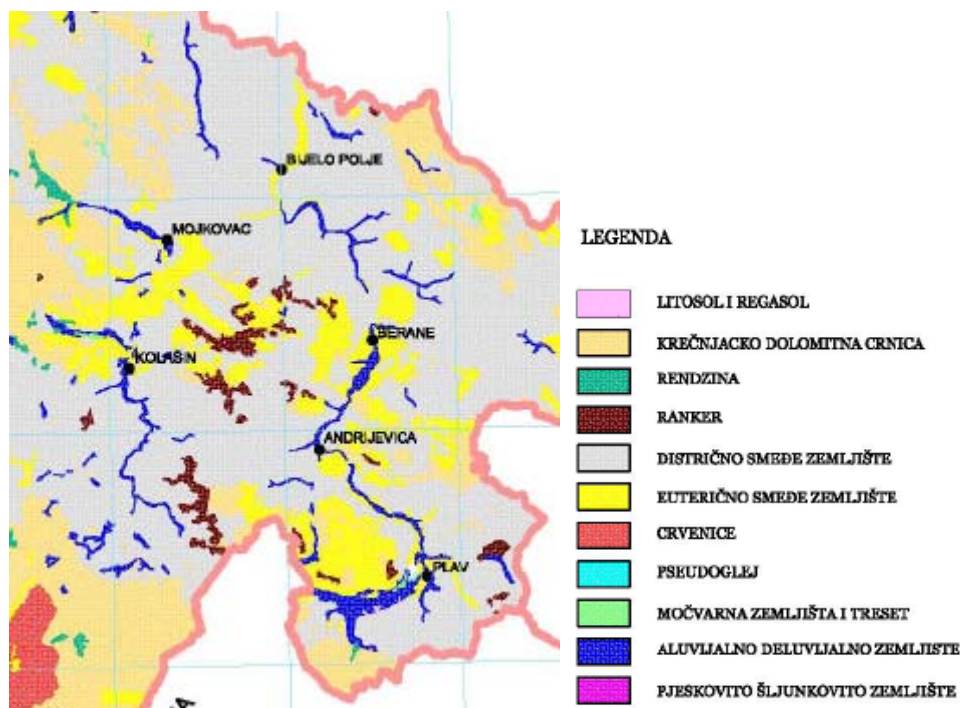 BIJELO POLJE
MOJKOVAC
BERANE
KOLAŠIN
ANDRIJEVICA
PLAV
LEGENDA
LITOSOL I REGASOL
KREČNJACKO DOLOMITNA CRNICA
RENDZINA
RANKER
DISTRIČNO SMEĐE ZEMLJIŠTE
EUTERIČNO SMEĐE ZEMLJIŠTE
CRVENICE
PSEUDOGLEJ
MOČVARNA ZEMLJIŠTA I TRESET
ALUVIJALNO DELUVIJALNO ZEMLJISTE
PJESKOVITO ŠLJUNKOVITO ZEMLJIŠTE